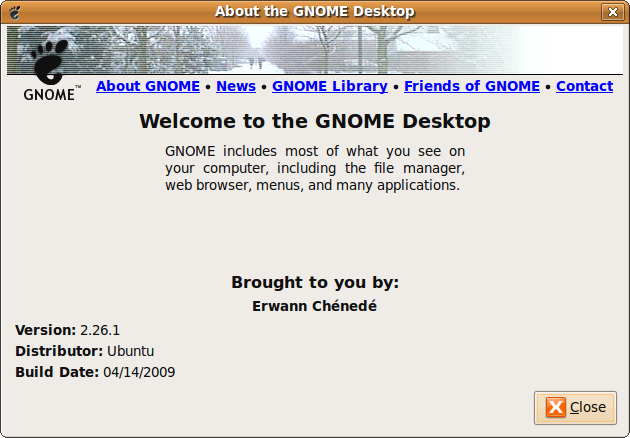 About the GNOME Desktop
GNOME™
About GNOME • News • GNOME Library • Friends of GNOME • Contact
Welcome to the GNOME Desktop
GNOME includes most of what you see on
your computer, including the file manager,
web browser, menus, and many applications.
Brought to you by:
Erwann Chénedé
Version: 2.26.1
Distributor: Ubuntu
Build Date: 04/14/2009
Close